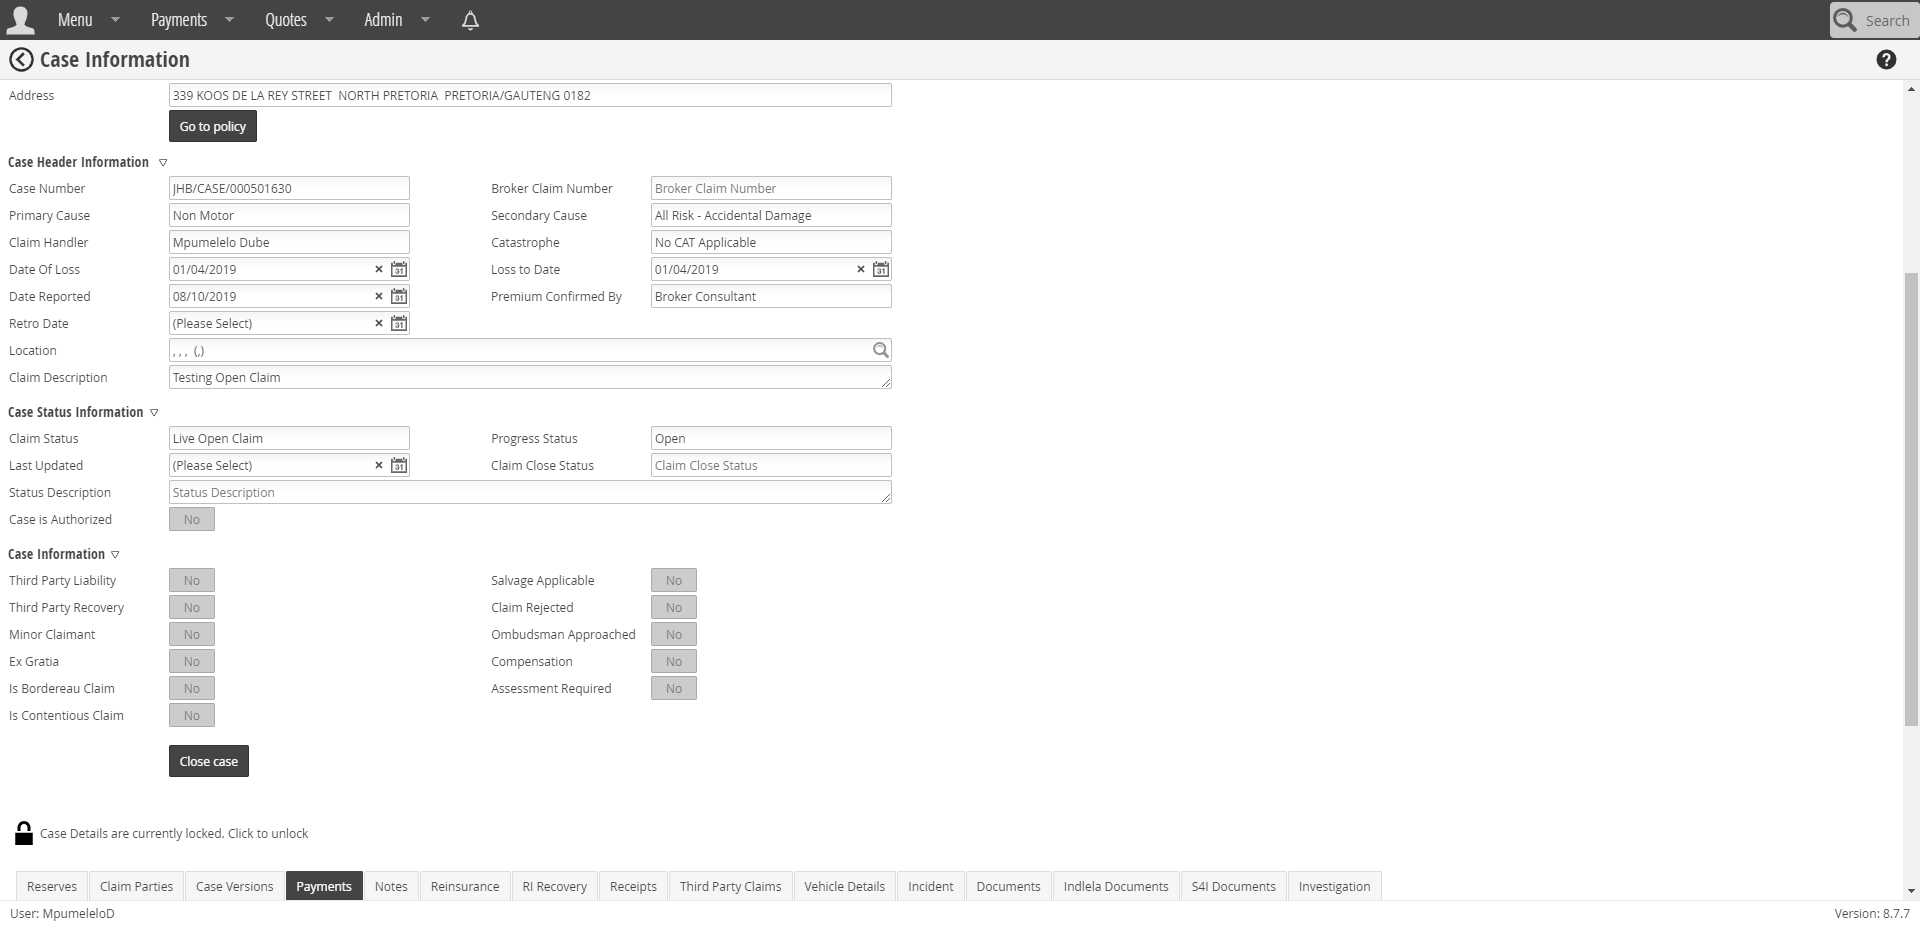 Menu Payments Quotes Admin Search
Case Information
Address 339 KOOS DE LA REY STREET  NORTH PRETORIA  PRETORIA/GAUTENG 0182
Go to policy
Case Header Information
Case Number JHB/CASE/000501630 Broker Claim Number Broker Claim Number
Primary Cause Non Motor Secondary Cause All Risk - Accidental Damage
Claim Handler Mpumelelo Dube Catastrophe No CAT Applicable
Date Of Loss 01/04/2019 31 Loss to Date 01/04/2019 31
Date Reported 08/10/2019 31 Premium Confirmed By Broker Consultant
Retro Date (Please Select) 31
Location , , ,  (,)
Claim Description Testing Open Claim
Case Status Information
Claim Status Live Open Claim Progress Status Open
Last Updated (Please Select) 31 Claim Close Status Claim Close Status
Status Description Status Description
Case is Authorized No
Case Information
Third Party Liability No Salvage Applicable No
Third Party Recovery No Claim Rejected No
Minor Claimant No Ombudsman Approached No
Ex Gratia No Compensation No
Is Bordereau Claim No Assessment Required No
Is Contentious Claim No
Close case
Case Details are currently locked. Click to unlock
Reserves Claim Parties Case Versions Payments Notes Reinsurance RI Recovery Receipts Third Party Claims Vehicle Details Incident Documents Indlela Documents S4I Documents Investigation
User: MpumeleloD Version: 8.7.7